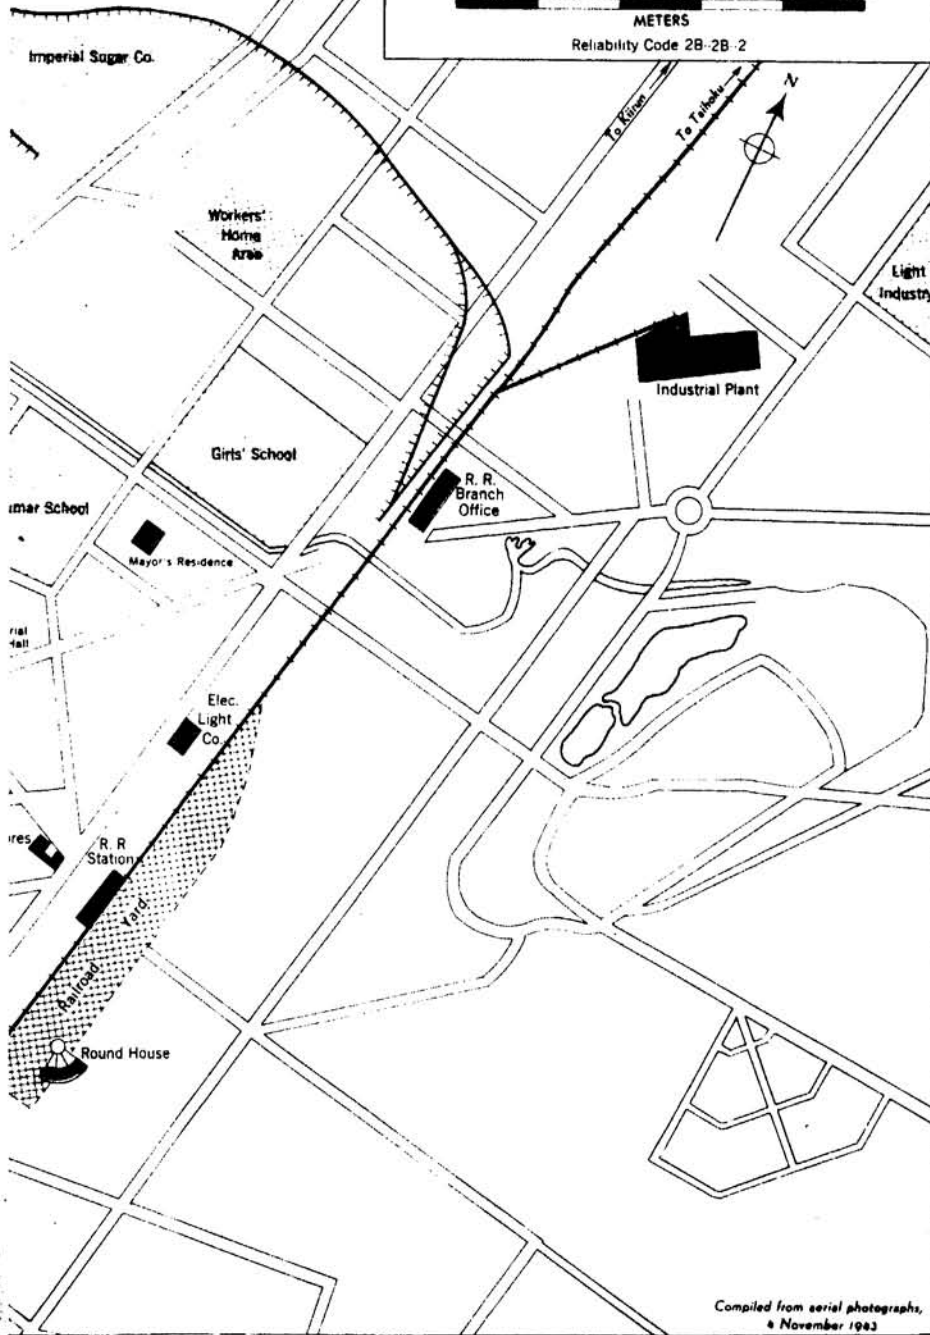 METERS
Reliability Code 2B-2B-2
Imperial Sugar Co.
To Kiirun
To Taihoku
N
Workers'
Home
Area
Light
Industry
Industrial Plant
Girls' School
R. R.
Branch
Office
mar School
Mayor's Residence
rial
Hall
Elec.
Light
Co.
res
R. R
Station
Railroad Yard
Round House
Compiled from aerial photographs,
4 November 1943